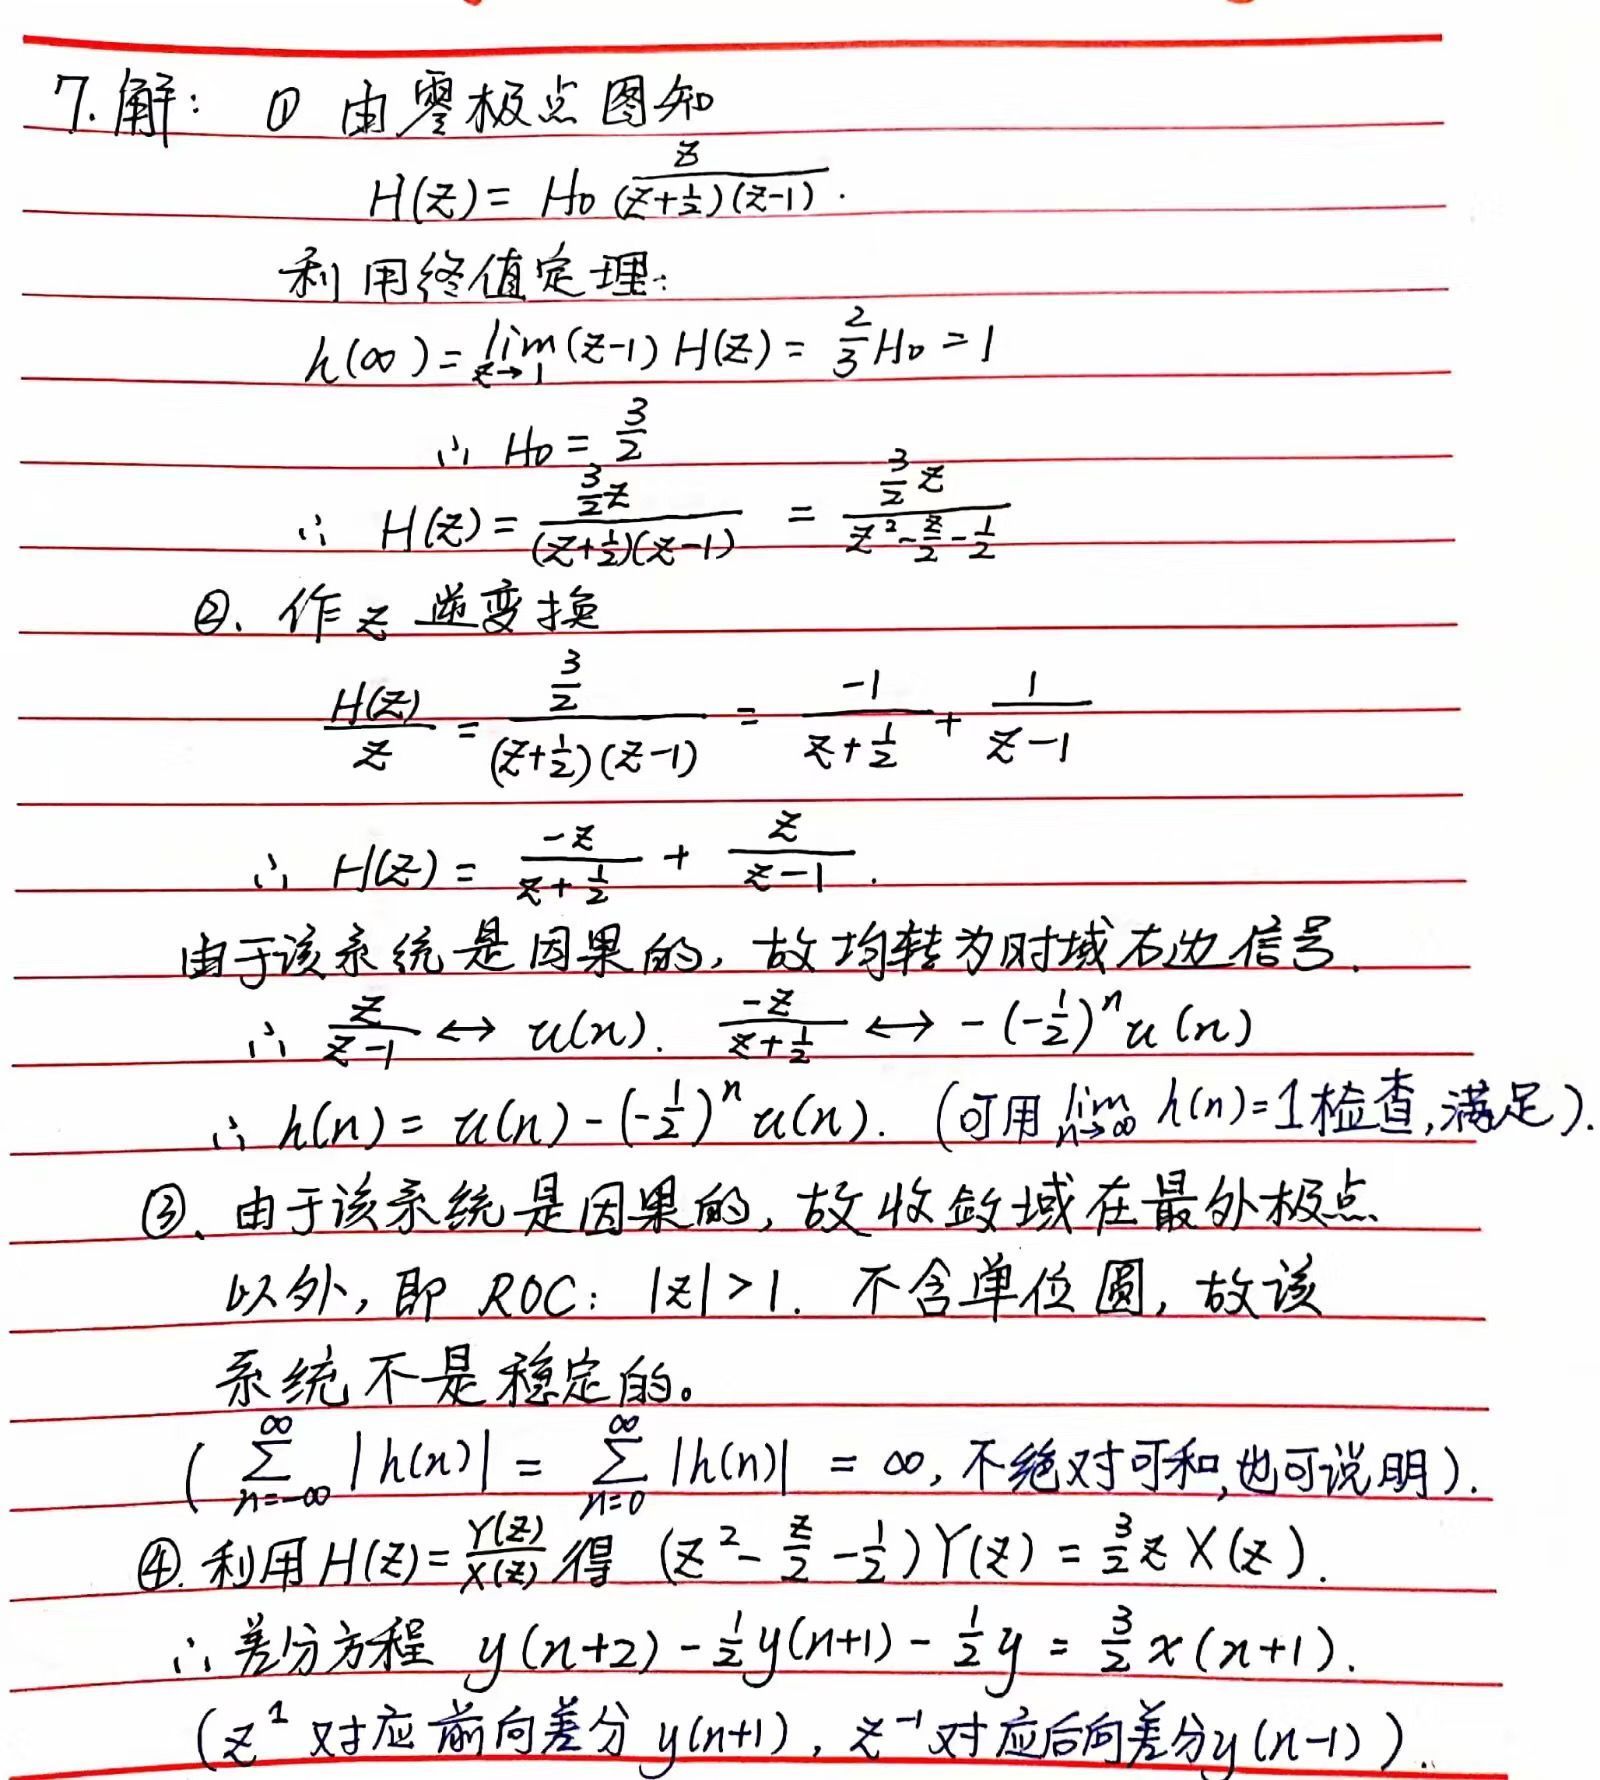 7.解： ① 由零极点图知
H(z) = H₀ z/((z+1/2)(z-1)).
利用终值定理：
h(∞) = lim_{z→1} (z-1) H(z) = 2/3 H₀ = 1
∴ H₀ = 3/2
∴ H(z) = (3/2 z)/((z+1/2)(z-1)) = (3/2 z)/(z² - z/2 - 1/2)
②、作 z 逆变换
H(z)/z = (3/2)/((z+1/2)(z-1)) = -1/(z+1/2) + 1/(z-1)
∴ H(z) = -z/(z+1/2) + z/(z-1).
由于该系统是因果的，故均转为时域右边信号.
∴ z/(z-1) ↔ u(n). -z/(z+1/2) ↔ -(-1/2)ⁿ u(n)
∴ h(n) = u(n) - (-1/2)ⁿ u(n). (可用 lim_{n→∞} h(n)=1检查,满足).
③、由于该系统是因果的，故收敛域在最外极点
以外，即 ROC： |z|>1. 不含单位圆，故该
系统不是稳定的。
( ∑_{n=-∞}^{∞} |h(n)| = ∑_{n=0}^{∞} |h(n)| = ∞, 不绝对可和,也可说明).
④. 利用 H(z)=Y(z)/X(z) 得 (z² - z/2 - 1/2) Y(z) = 3/2 z X(z).
∴ 差分方程 y(n+2) - 1/2 y(n+1) - 1/2 y = 3/2 x(n+1).
(z¹ 对应前向差分 y(n+1), z⁻¹ 对应后向差分 y(n-1)).